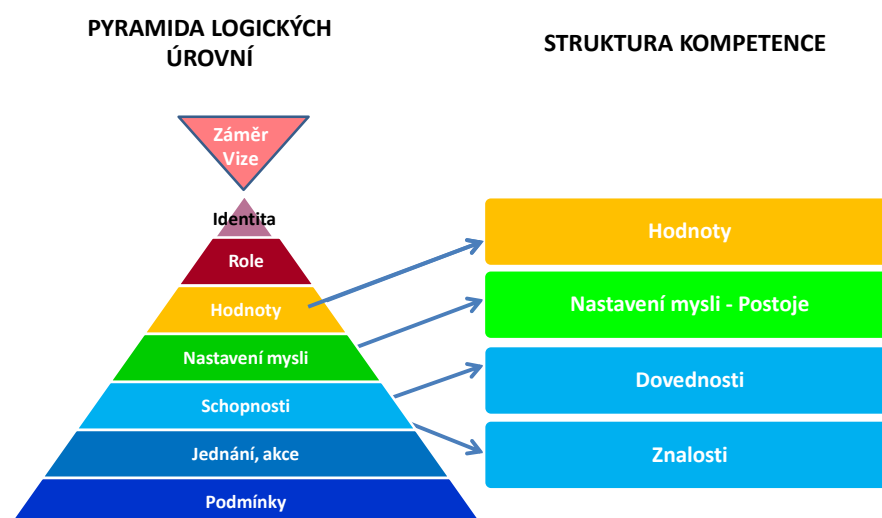 PYRAMIDA LOGICKÝCH
ÚROVNÍ
STRUKTURA KOMPETENCE
Záměr
Vize
Identita
Role
Hodnoty
Nastavení mysli
Schopnosti
Jednání, akce
Podmínky
Hodnoty
Nastavení mysli - Postoje
Dovednosti
Znalosti